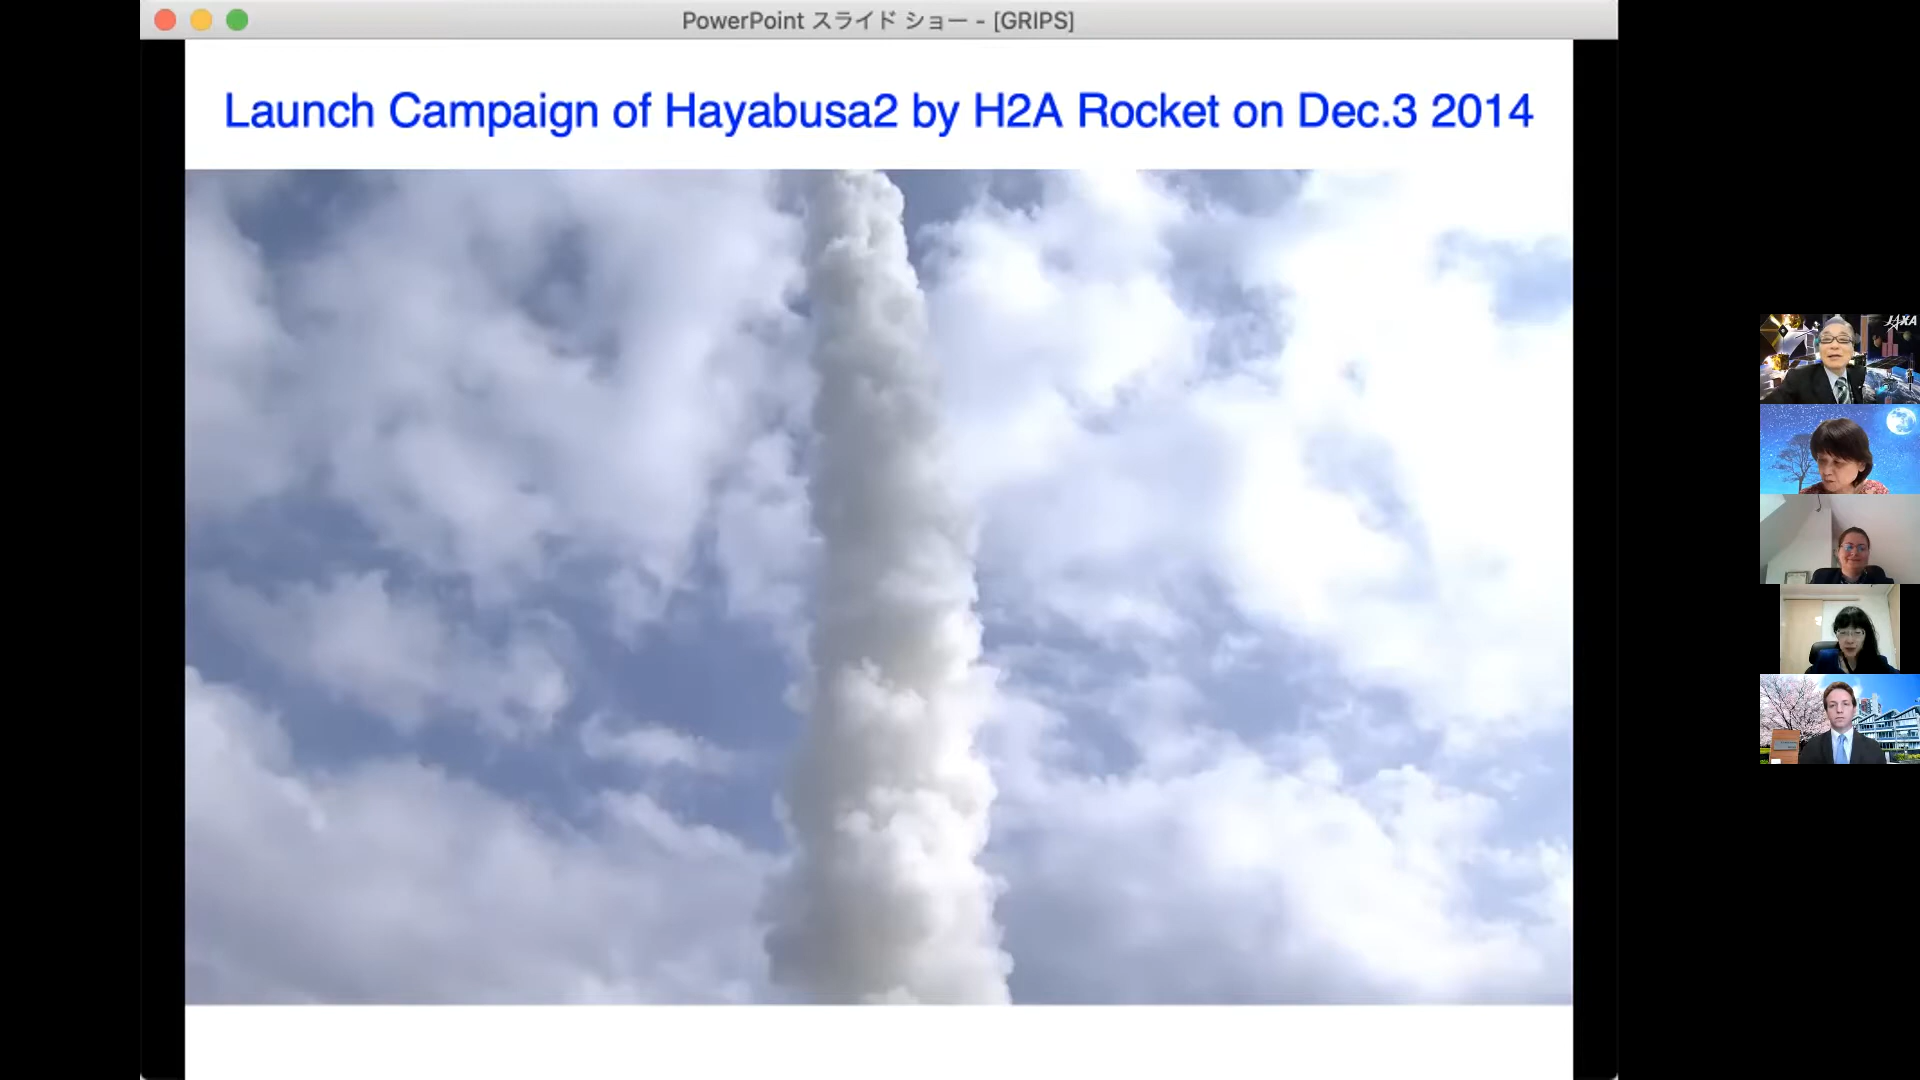 PowerPoint スライド ショー - [GRIPS]
Launch Campaign of Hayabusa2 by H2A Rocket on Dec.3 2014
JAXA